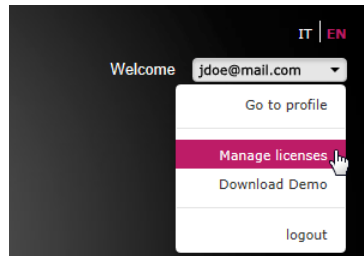 IT | EN
Welcome jdoe@mail.com
Go to profile
Manage licenses
Download Demo
logout